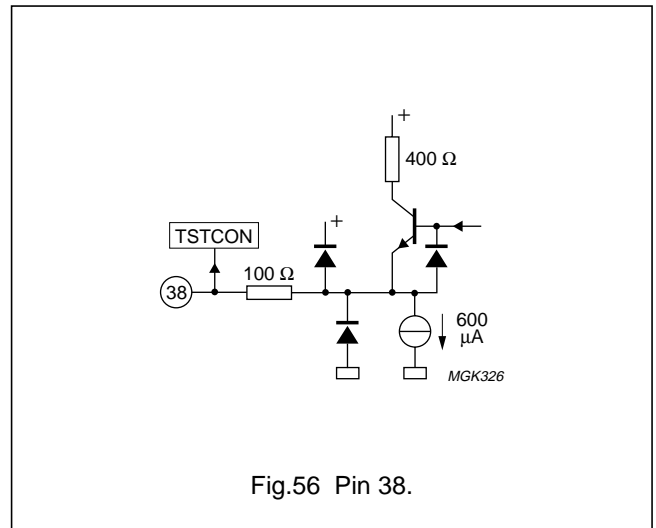 +
400 Ω
+
TSTCON
100 Ω
38
600
µA
MGK326
Fig.56 Pin 38.